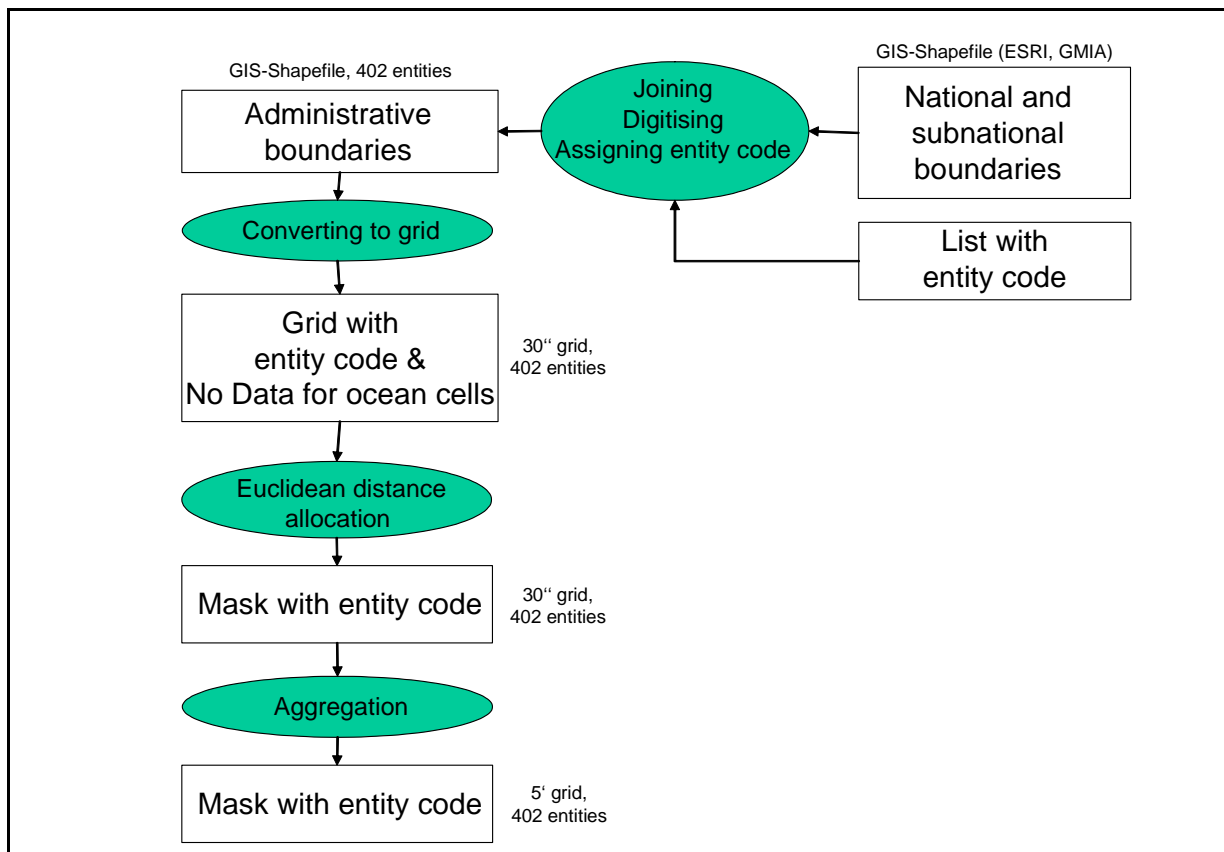 GIS-Shapefile (ESRI, GMIA)
National and
subnational
boundaries
List with
entity code
Joining
Digitising
Assigning entity code
GIS-Shapefile, 402 entities
Administrative
boundaries
Converting to grid
Grid with
entity code &
No Data for ocean cells
30“ grid,
402 entities
Euclidean distance
allocation
Mask with entity code
30“ grid,
402 entities
Aggregation
Mask with entity code
5‘ grid,
402 entities